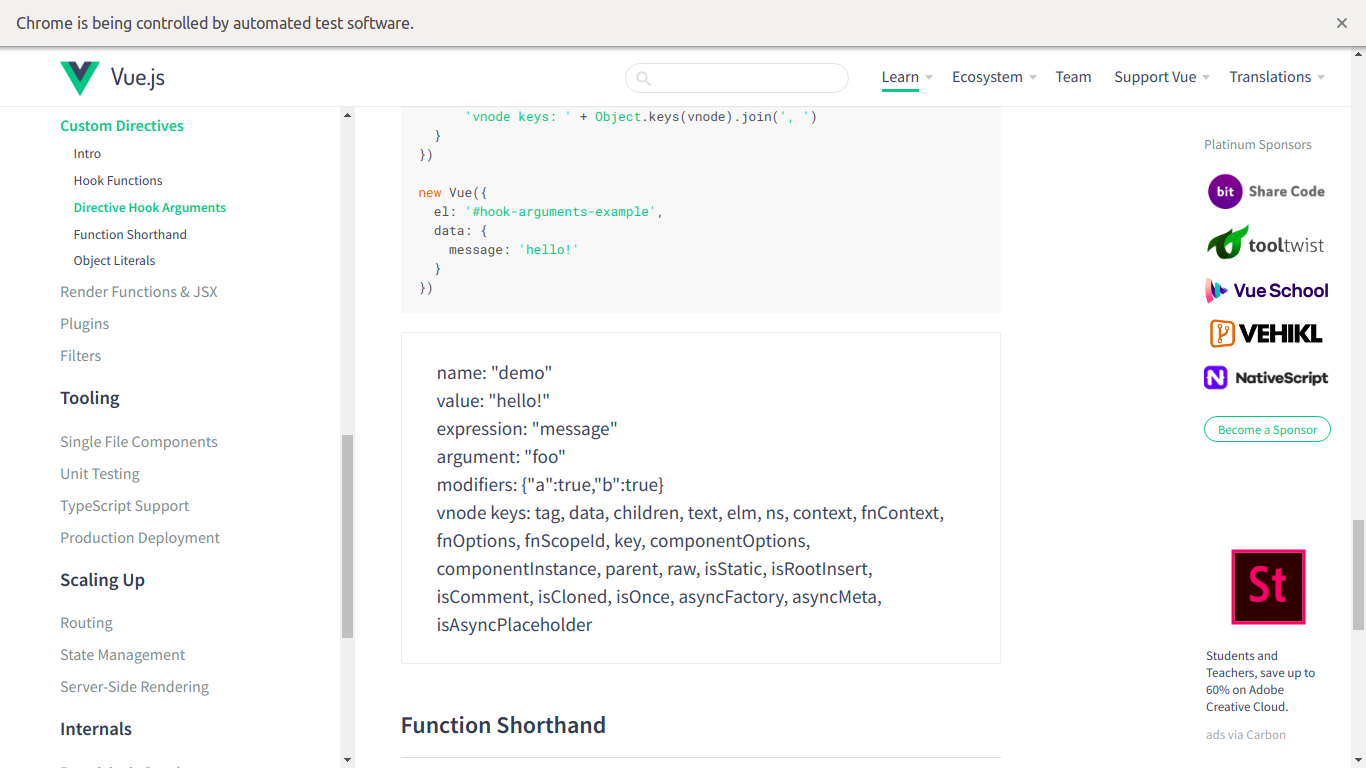 Chrome is being controlled by automated test software.
Vue.js
Learn
Ecosystem
Team
Support Vue
Translations
Custom Directives
Intro
Hook Functions
Directive Hook Arguments
Function Shorthand
Object Literals
Render Functions & JSX
Plugins
Filters
Tooling
Single File Components
Unit Testing
TypeScript Support
Production Deployment
Scaling Up
Routing
State Management
Server-Side Rendering
Internals
'vnode keys: ' + Object.keys(vnode).join(', ')
}
})
new Vue({
el: '#hook-arguments-example',
data: {
message: 'hello!'
}
})
name: "demo"
value: "hello!"
expression: "message"
argument: "foo"
modifiers: {"a":true,"b":true}
vnode keys: tag, data, children, text, elm, ns, context, fnContext,
fnOptions, fnScopeId, key, componentOptions,
componentInstance, parent, raw, isStatic, isRootInsert,
isComment, isCloned, isOnce, asyncFactory, asyncMeta,
isAsyncPlaceholder
Function Shorthand
Platinum Sponsors
bit Share Code
tooltwist
Vue School
VEHIKL
NativeScript
Become a Sponsor
St
Students and
Teachers, save up to
60% on Adobe
Creative Cloud.
ads via Carbon